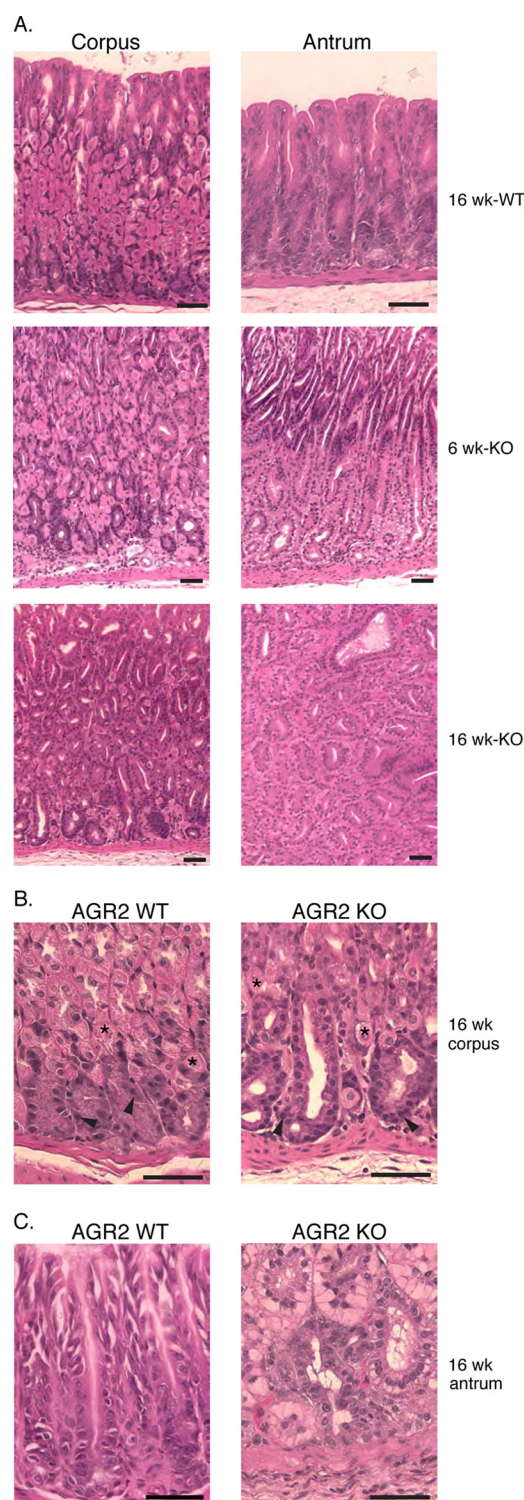 A.
Corpus Antrum
16 wk-WT
6 wk-KO
16 wk-KO
B.
AGR2 WT AGR2 KO
*
*
*
*
16 wk
corpus
C.
AGR2 WT AGR2 KO
16 wk
antrum